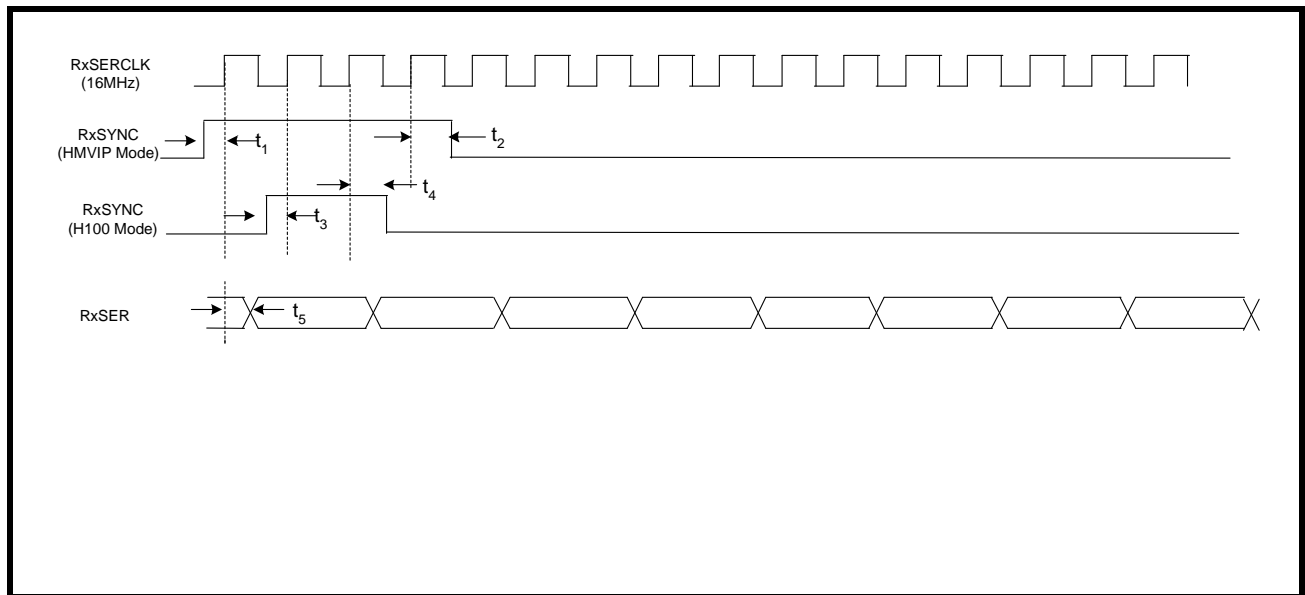 RxSERCLK
(16MHz)
RxSYNC
(HMVIP Mode)
t1
t2
t4
RxSYNC
(H100 Mode)
t3
RxSER
t5